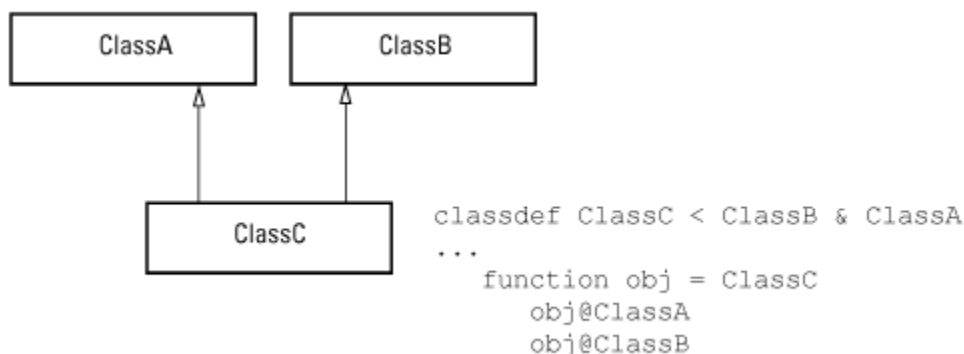 ClassA
ClassB
ClassC
classdef ClassC < ClassB & ClassA
...
function obj = ClassC
obj@ClassA
obj@ClassB